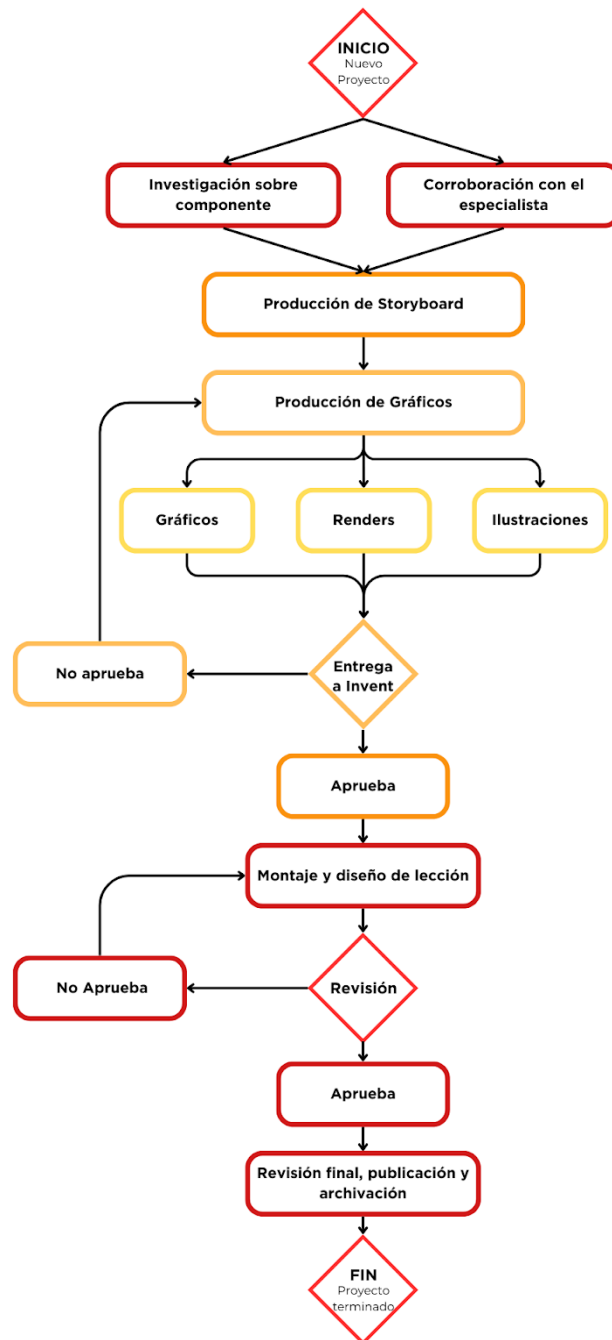 INICIO
Nuevo
Proyecto
Investigación sobre
componente
Corroboración con el
especialista
Producción de Storyboard
Producción de Gráficos
Gráficos
Renders
Ilustraciones
No aprueba
Entrega
a Invent
Aprueba
Montaje y diseño de lección
No Aprueba
Revisión
Aprueba
Revisión final, publicación y
archivación
FIN
Proyecto
terminado